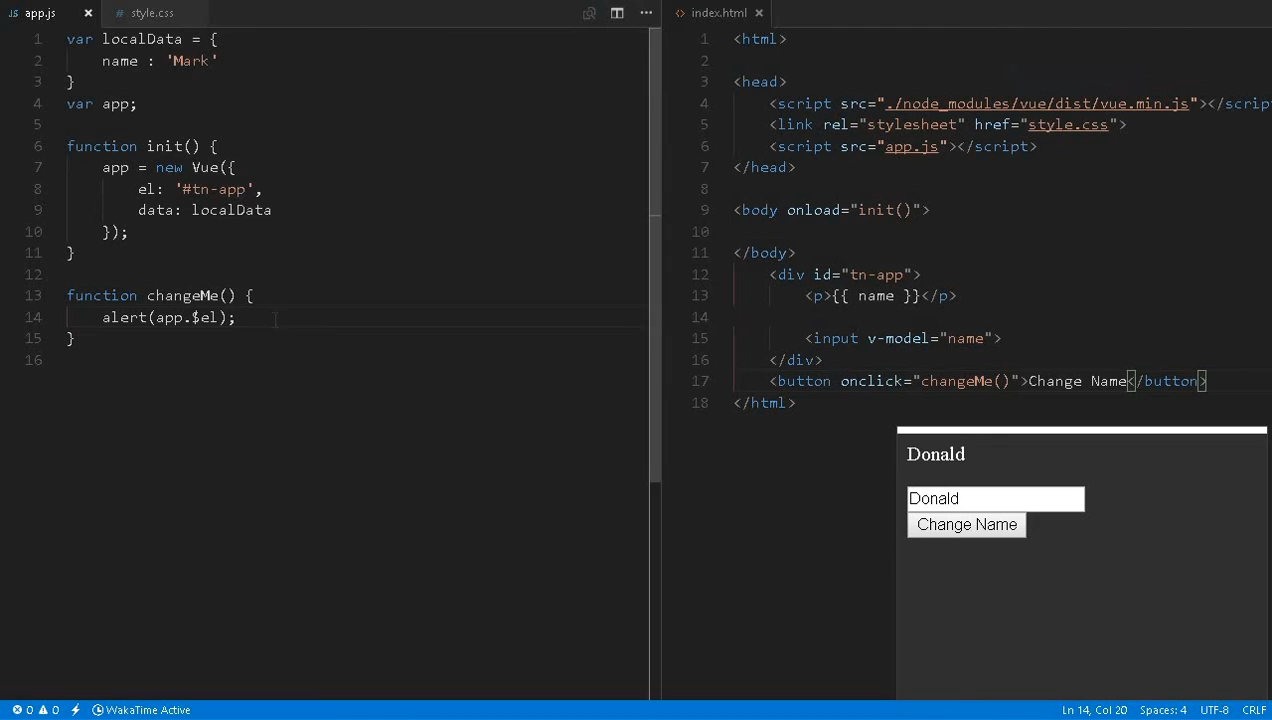 app.js
style.css
1 var localData = {
2 name : 'Mark'
3 }
4 var app;
5
6 function init() {
7 app = new Vue({
8 el: '#tn-app',
9 data: localData
10 });
11 }
12
13 function changeMe() {
14 alert(app.$el);
15 }
16
index.html
1 <html>
2
3 <head>
4 <script src="./node_modules/vue/dist/vue.min.js"></scrip
5 <link rel="stylesheet" href="style.css">
6 <script src="app.js"></script>
7 </head>
8
9 <body onload="init()">
10
11 </body>
12 <div id="tn-app">
13 <p>{{ name }}</p>
14
15 <input v-model="name">
16 </div>
17 <button onclick="changeMe()">Change Name</button>
18 </html>
Donald
Donald
Change Name
0 0 WakaTime Active Ln 14, Col 20 Spaces: 4 UTF-8 CRLF